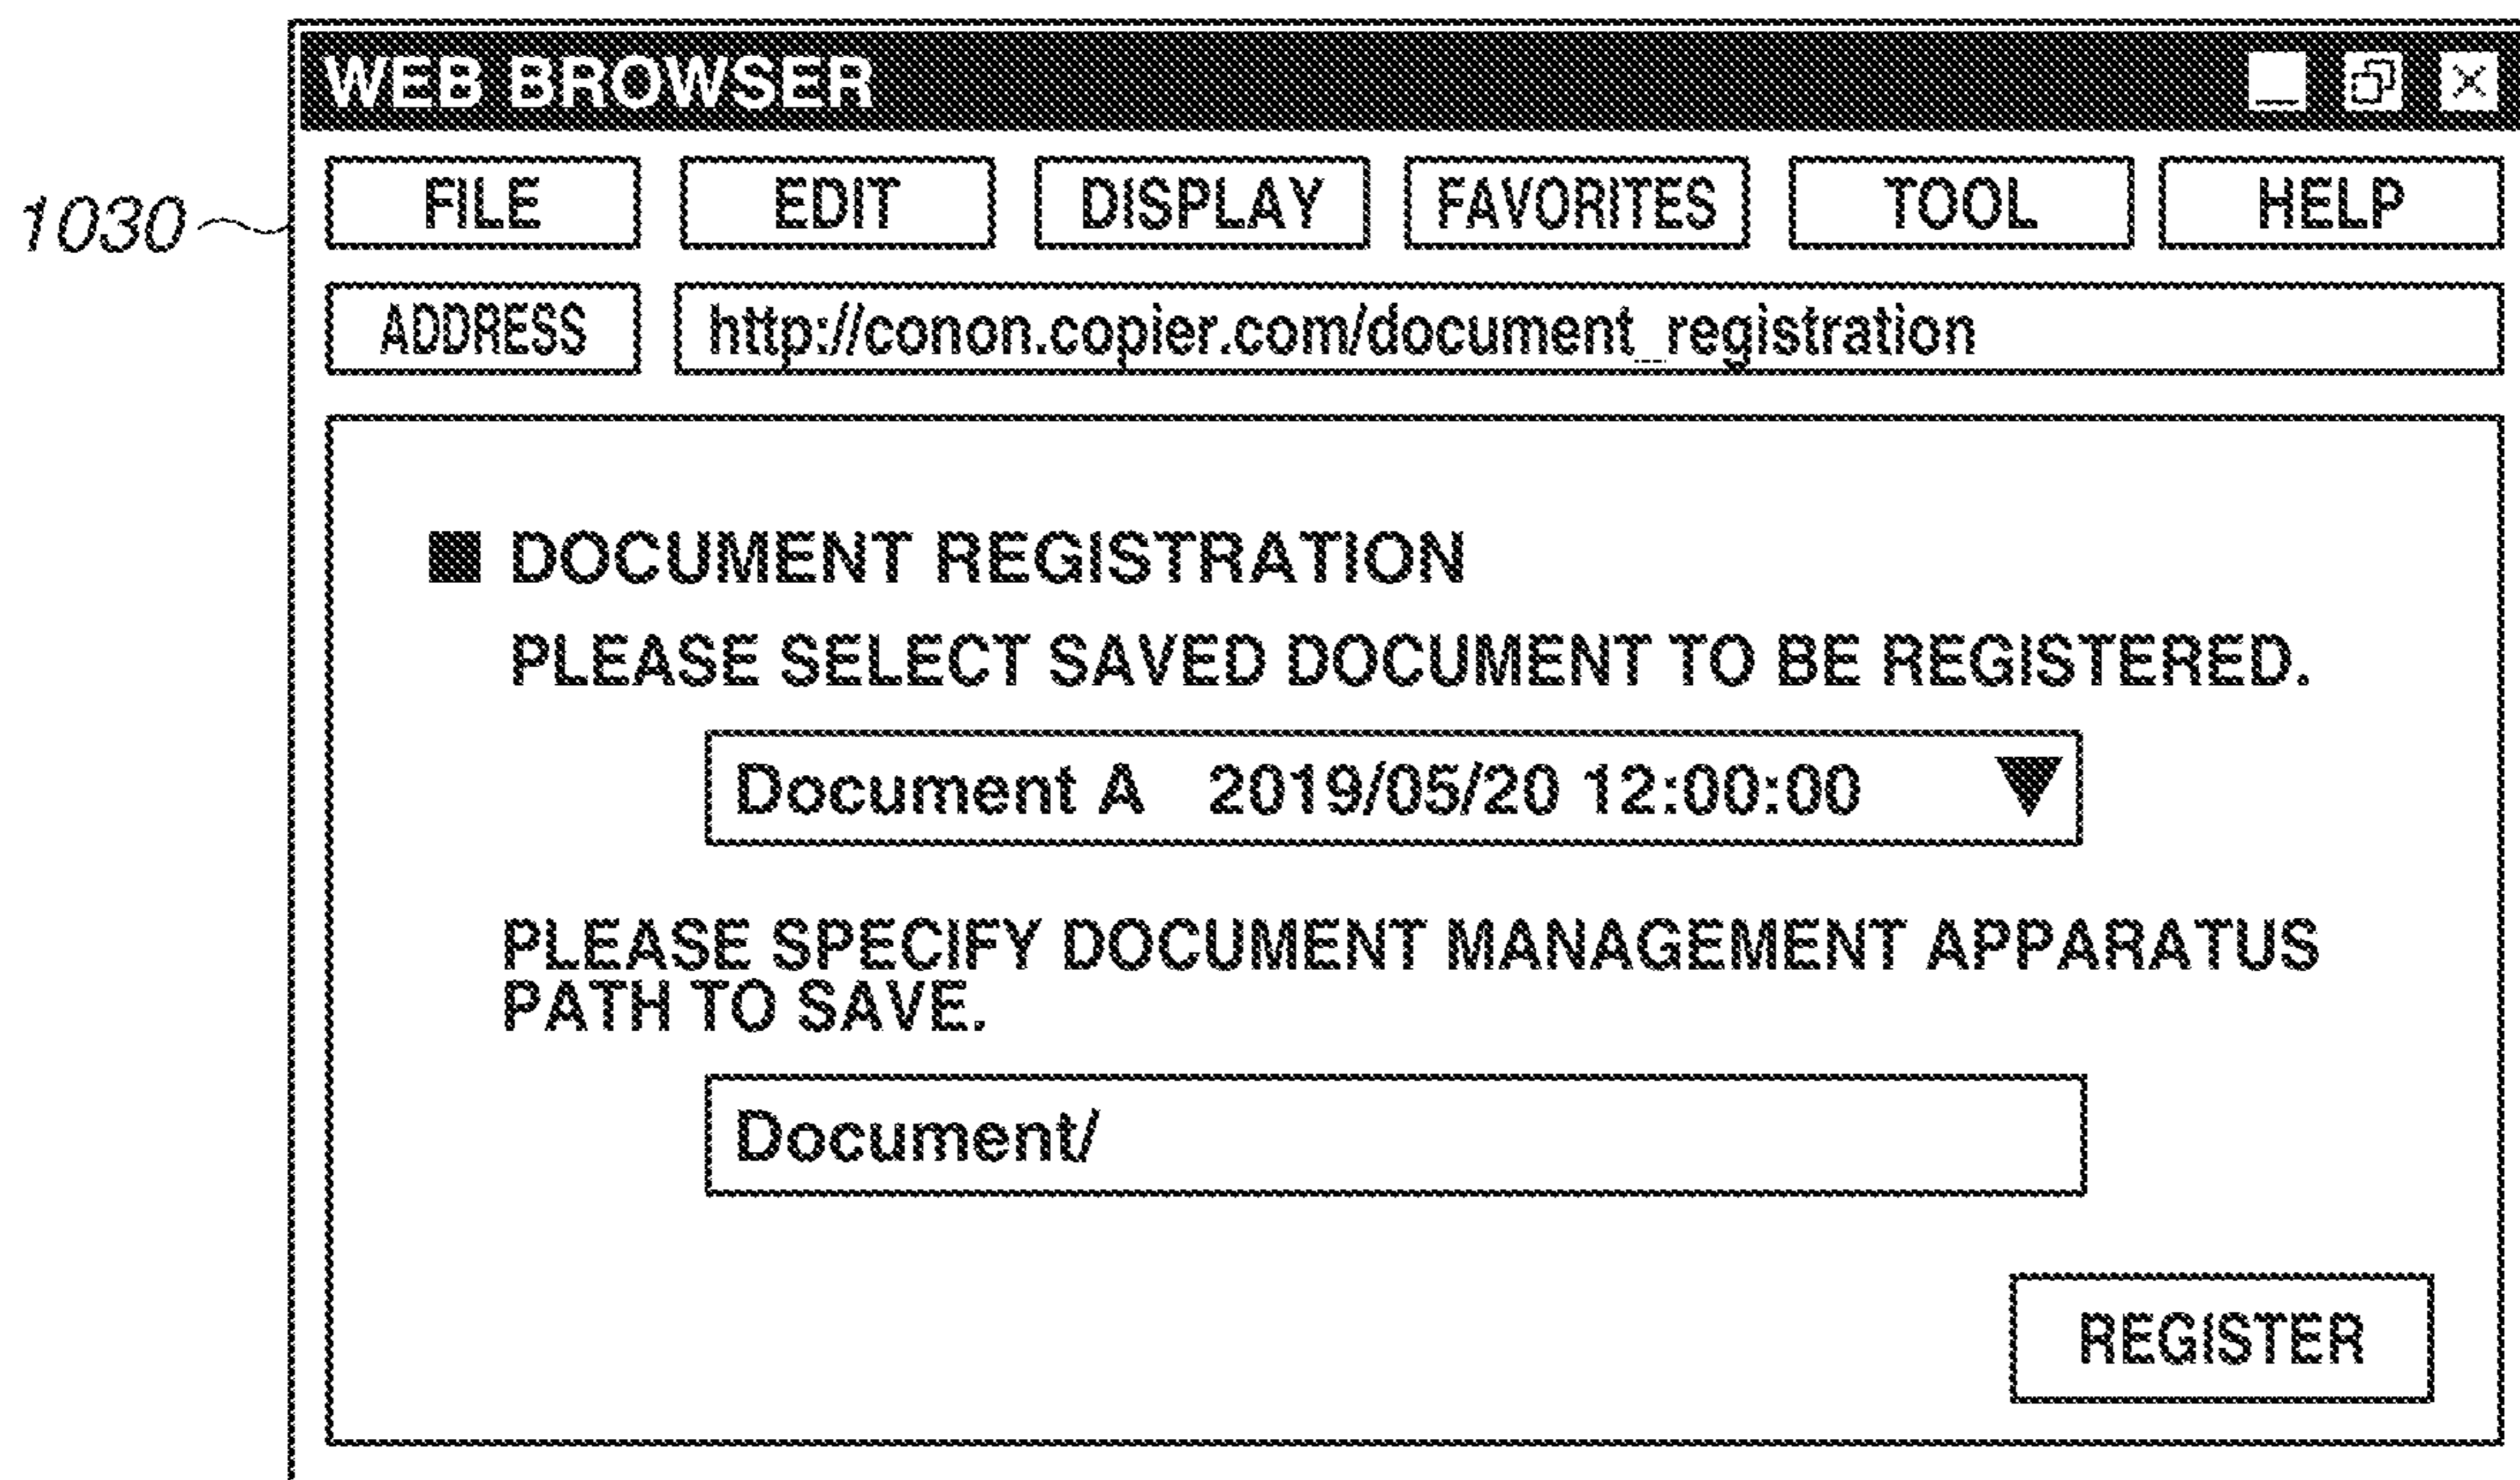 WEB BROWSER
1030
FILE EDIT DISPLAY FAVORITES TOOL HELP
ADDRESS http://conon.copier.com/document_registration
■ DOCUMENT REGISTRATION
PLEASE SELECT SAVED DOCUMENT TO BE REGISTERED.
Document A 2019/05/20 12:00:00 ▼
PLEASE SPECIFY DOCUMENT MANAGEMENT APPARATUS
PATH TO SAVE.
Document/
REGISTER